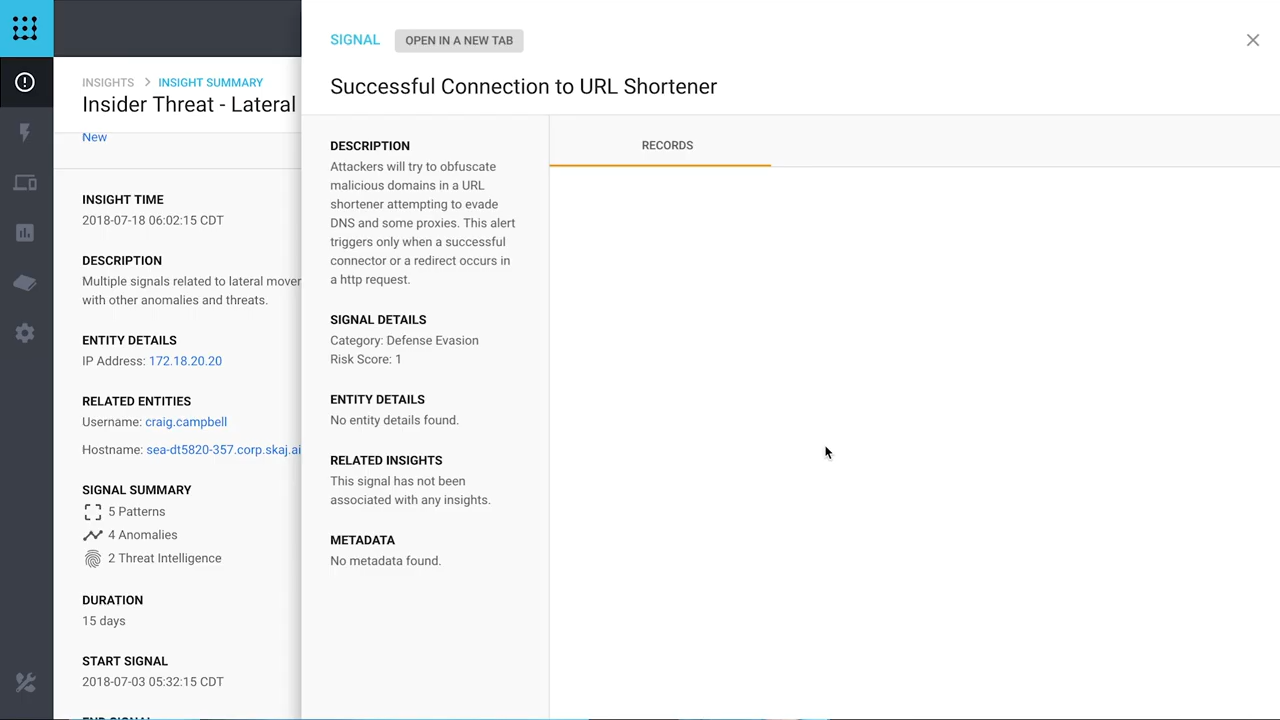 INSIGHTS > INSIGHT SUMMARY
Insider Threat - Lateral
New
INSIGHT TIME
2018-07-18 06:02:15 CDT
DESCRIPTION
Multiple signals related to lateral
with other anomalies and threats.
ENTITY DETAILS
IP Address: 172.18.20.20
RELATED ENTITIES
Username: craig.campbell
Hostname: sea-dt5820-357.corp.skaj.ai
SIGNAL SUMMARY
5 Patterns
4 Anomalies
2 Threat Intelligence
DURATION
15 days
START SIGNAL
2018-07-03 05:32:15 CDT
SIGNAL
OPEN IN A NEW TAB
Successful Connection to URL Shortener
DESCRIPTION
Attackers will try to obfuscate
malicious domains in a URL
shortener attempting to evade
DNS and some proxies. This alert
triggers only when a successful
connector or a redirect occurs in
a http request.
SIGNAL DETAILS
Category: Defense Evasion
Risk Score: 1
ENTITY DETAILS
No entity details found.
RELATED INSIGHTS
This signal has not been
associated with any insights.
METADATA
No metadata found.
RECORDS